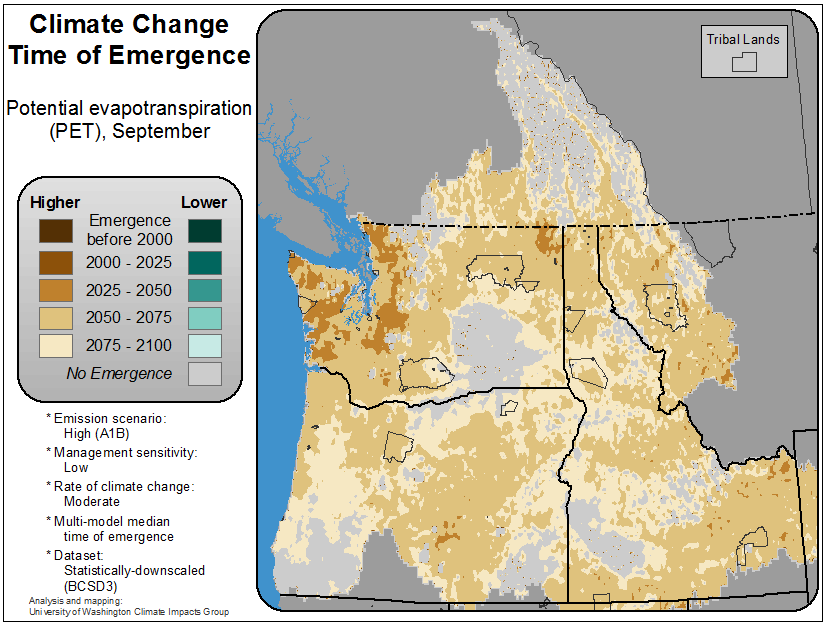 Climate Change
Time of Emergence
Potential evapotranspiration
(PET), September
Higher
Lower
Emergence
before 2000
2000 - 2025
2025 - 2050
2050 - 2075
2075 - 2100
No Emergence
* Emission scenario:
High (A1B)
* Management sensitivity:
Low
* Rate of climate change:
Moderate
* Multi-model median
time of emergence
* Dataset:
Statistically-downscaled
(BCSD3)
Analysis and mapping:
University of Washington Climate Impacts Group
Tribal Lands